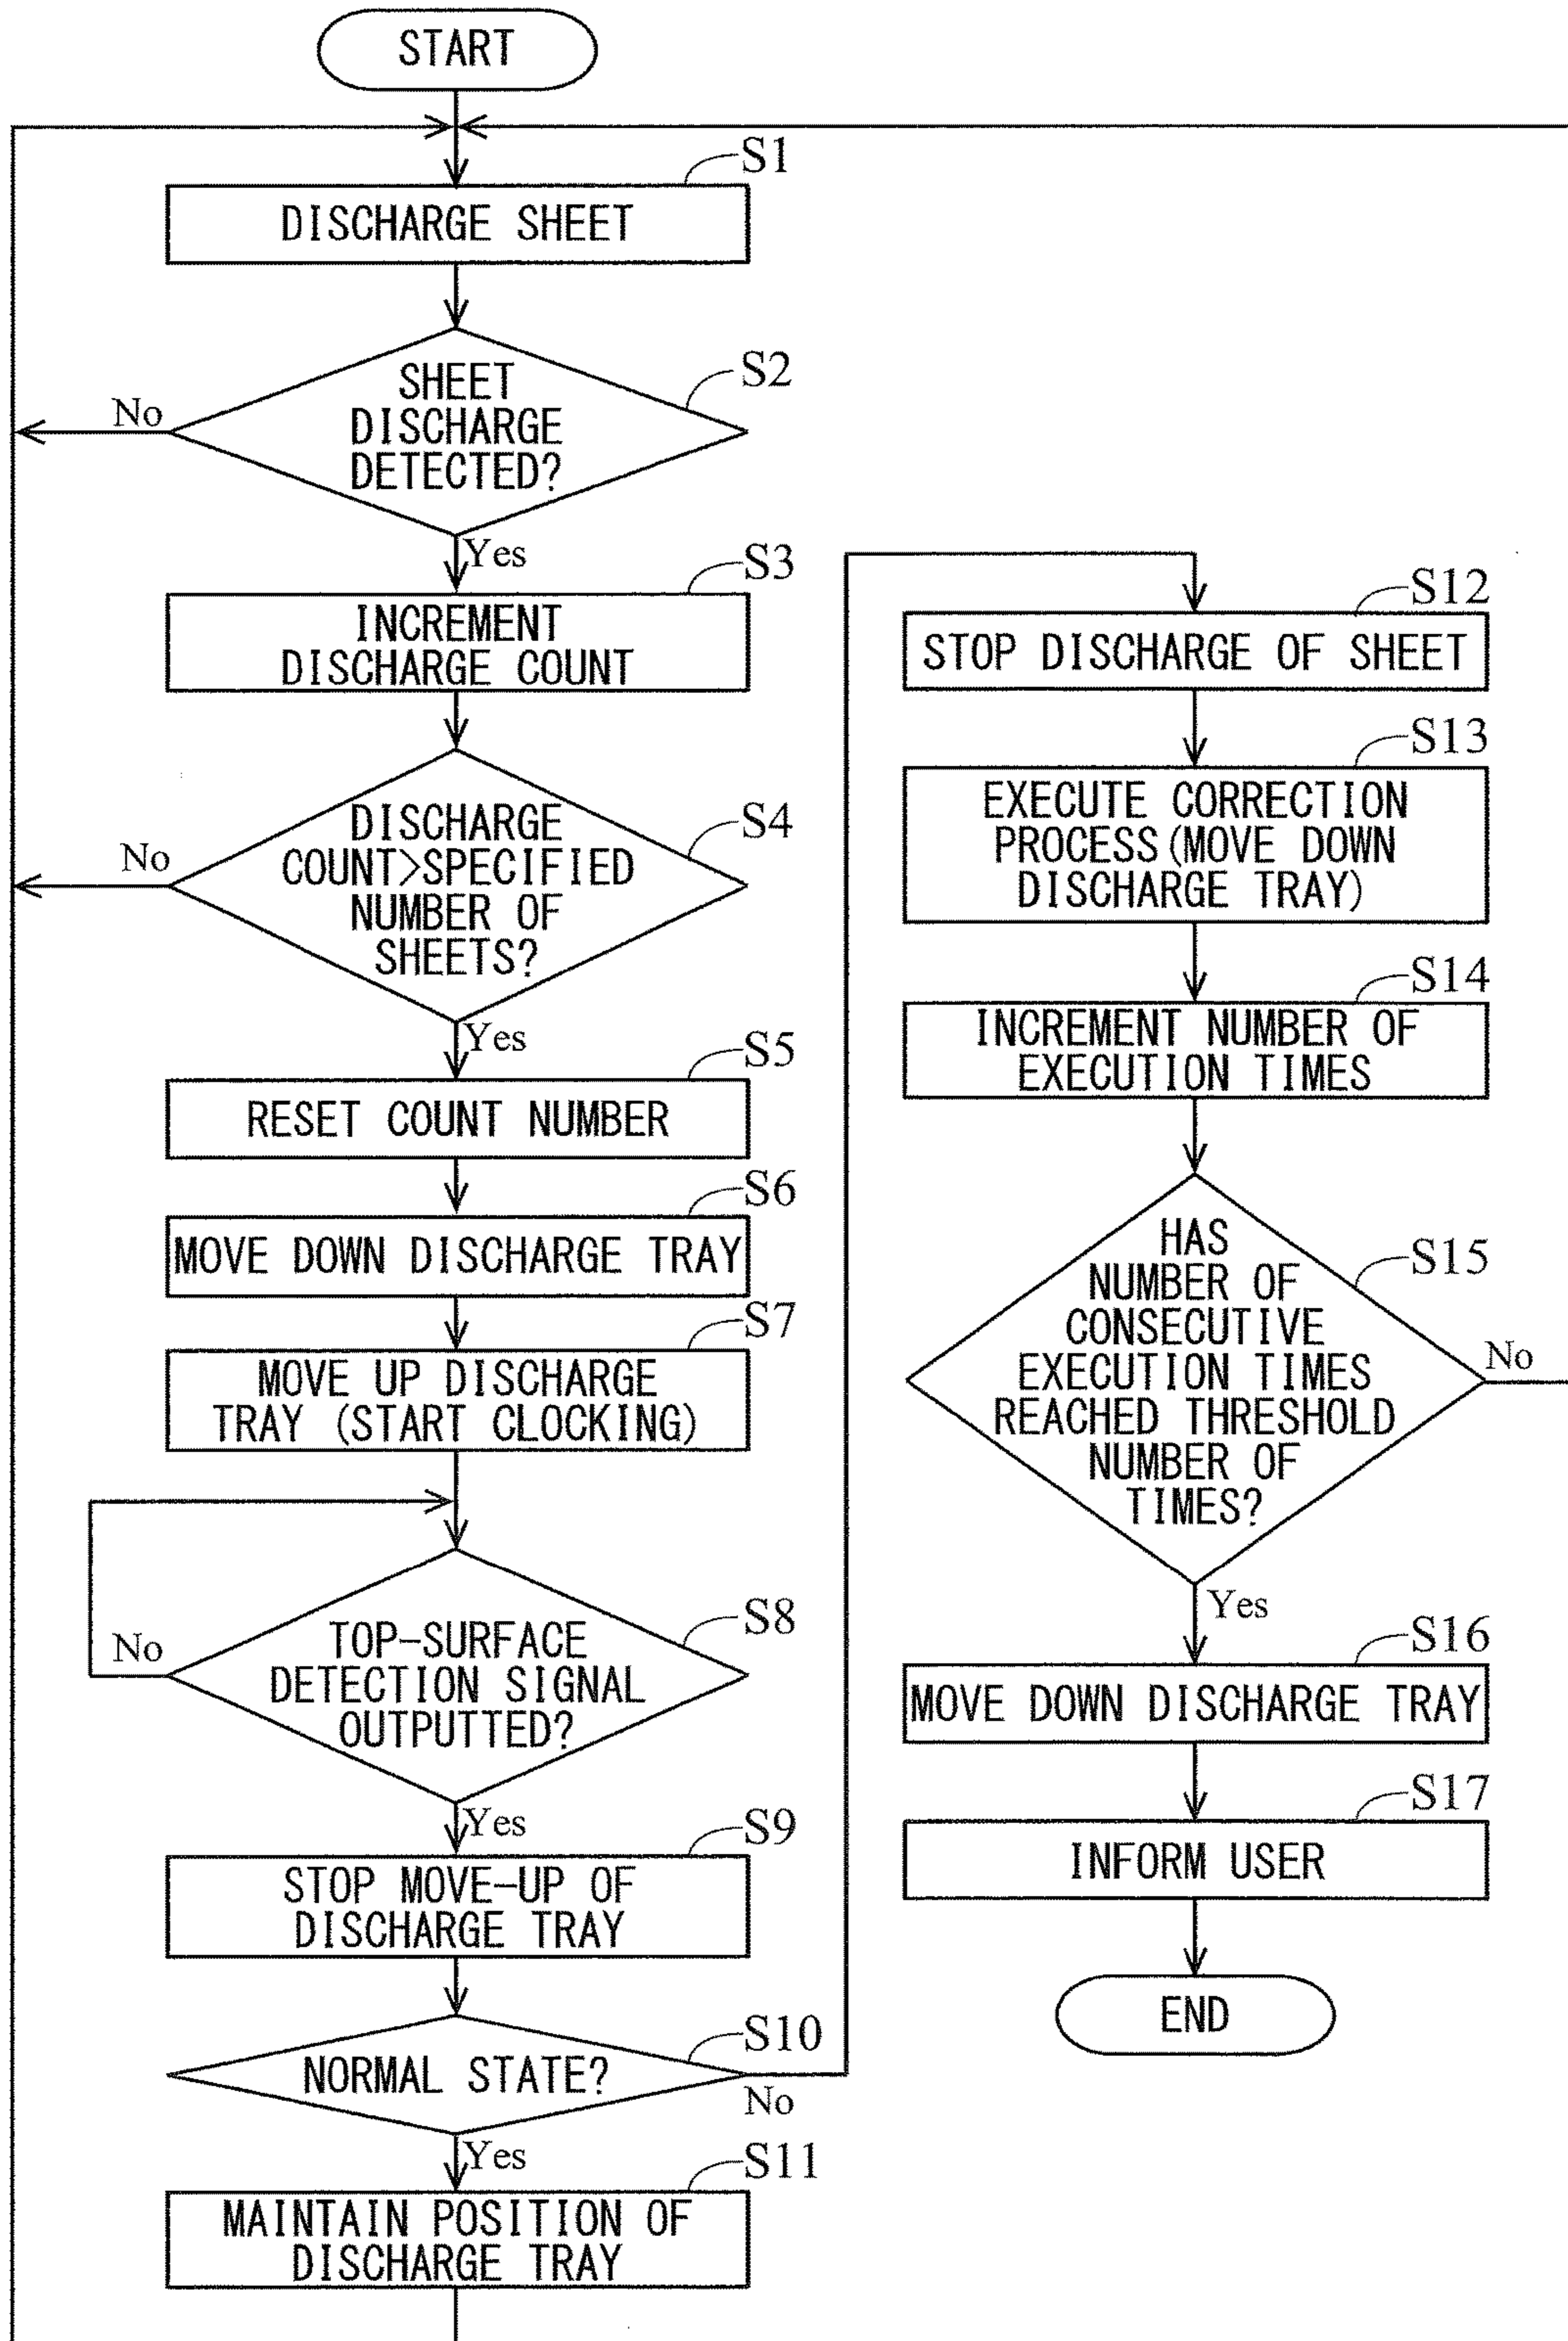 START
S1
DISCHARGE SHEET
S2
SHEET
DISCHARGE
DETECTED?
No
Yes
S3
INCREMENT
DISCHARGE COUNT
S4
DISCHARGE
COUNT>SPECIFIED
NUMBER OF
SHEETS?
No
Yes
S5
RESET COUNT NUMBER
S6
MOVE DOWN DISCHARGE TRAY
S7
MOVE UP DISCHARGE
TRAY (START CLOCKING)
S8
TOP-SURFACE
DETECTION SIGNAL
OUTPUTTED?
No
Yes
S9
STOP MOVE-UP OF
DISCHARGE TRAY
S10
NORMAL STATE?
No
Yes
S11
MAINTAIN POSITION OF
DISCHARGE TRAY
S12
STOP DISCHARGE OF SHEET
S13
EXECUTE CORRECTION
PROCESS(MOVE DOWN
DISCHARGE TRAY)
S14
INCREMENT NUMBER OF
EXECUTION TIMES
S15
HAS
NUMBER OF
CONSECUTIVE
EXECUTION TIMES
REACHED THRESHOLD
NUMBER OF
TIMES?
No
Yes
S16
MOVE DOWN DISCHARGE TRAY
S17
INFORM USER
END